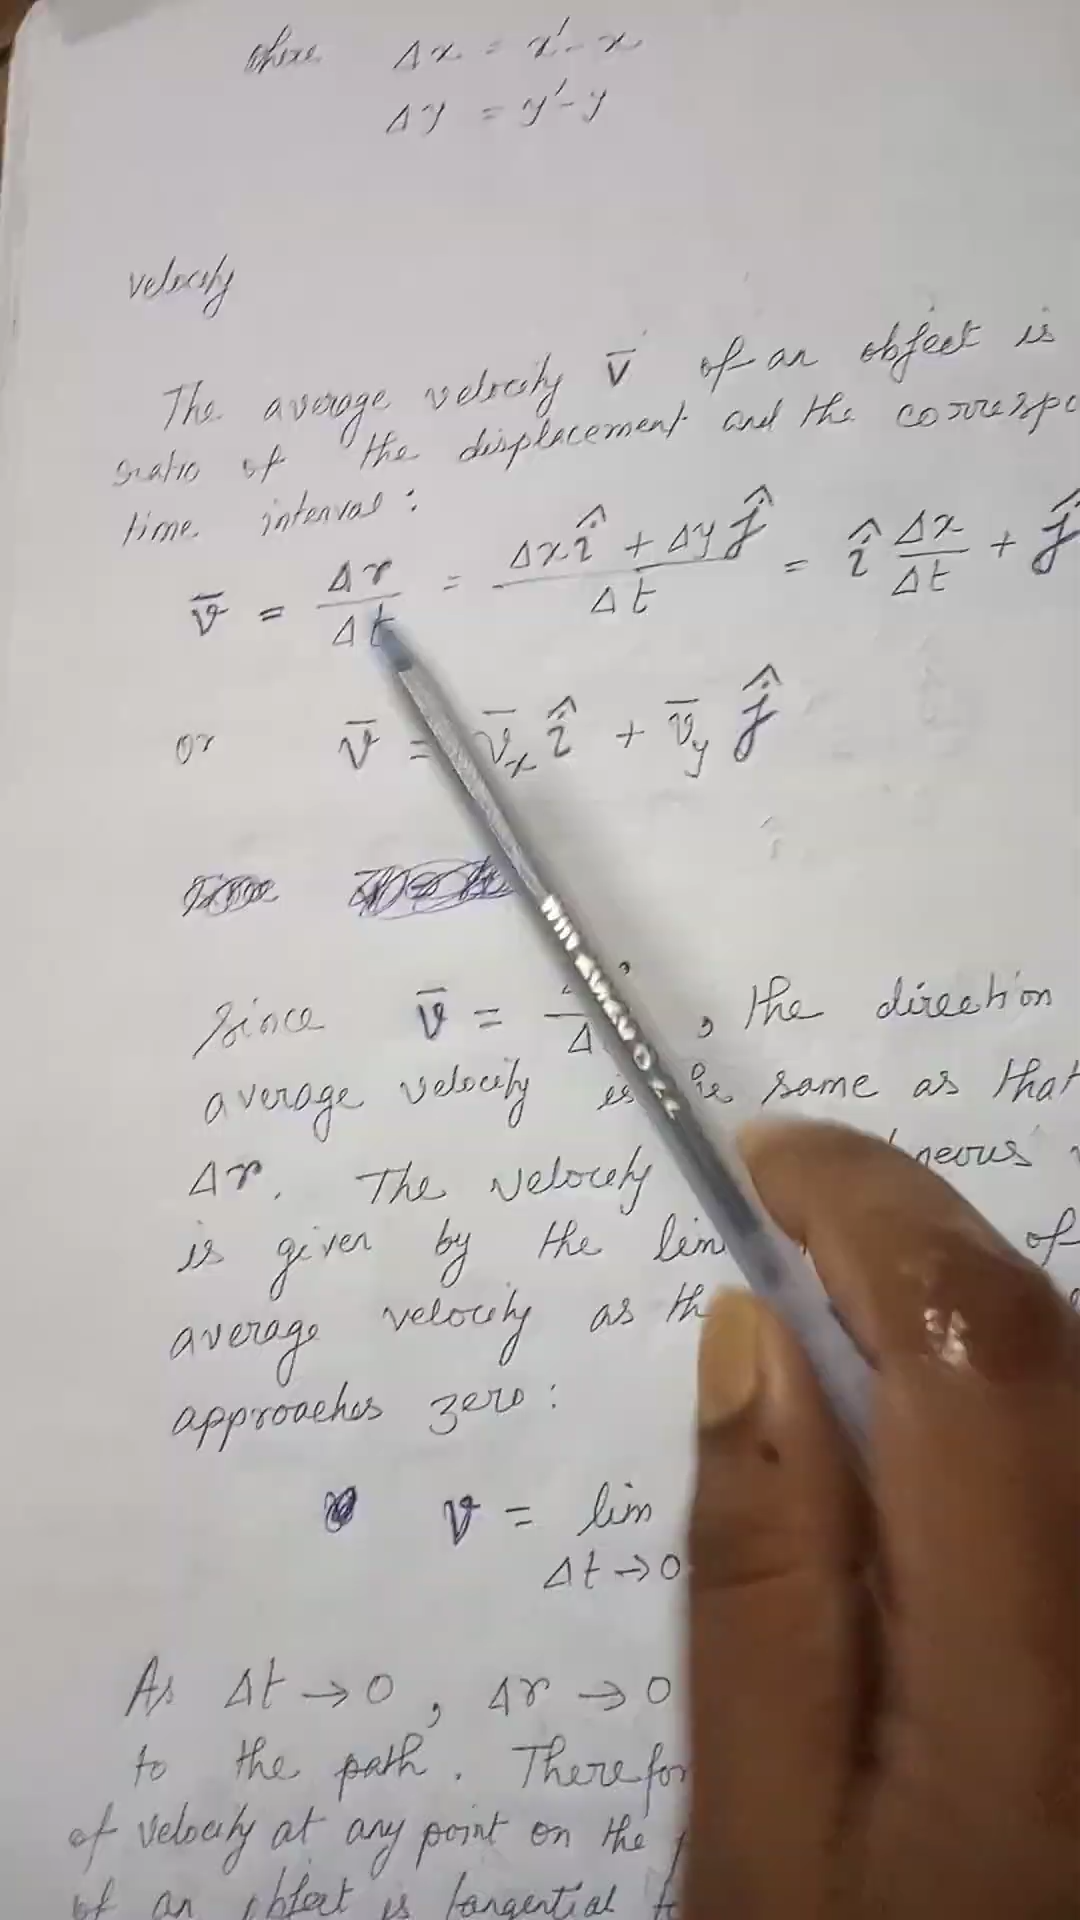 where Δx = x' - x
Δy = y' - y
velocity
The average velocity v̅ of an object is
ratio of the displacement and the correspo
time interval:
v̅ = Δr/Δt = (Δx î + Δy ĵ)/Δt = î Δx/Δt + ĵ
or v̅ = v̅ₓ î + v̅_y ĵ
Since v̅ = Δ , the direction
average velocity is same as that
Δr. The velocity
is given by the of
average velocity as
approaches zero:
v = lim
Δt → 0
As Δt → 0, Δr → 0
to the path.
of velocity at any point on the
of an object is tangential